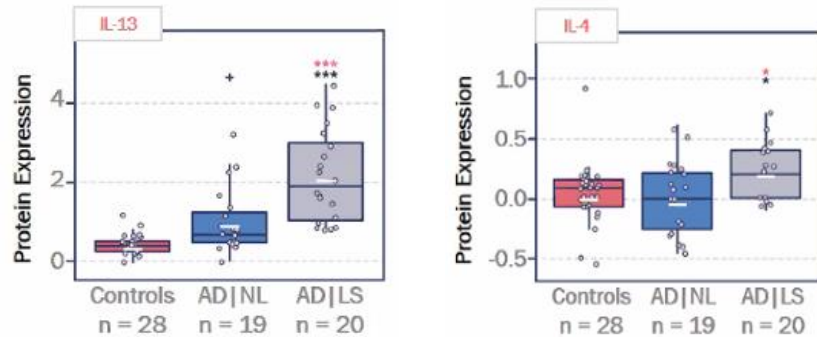 IL-13
Protein Expression
4
2
0
+
***
***
Controls
n = 28
AD|NL
n = 19
AD|LS
n = 20
IL-4
Protein Expression
1.0
0.5
0.0
-0.5
*
*
Controls
n = 28
AD|NL
n = 19
AD|LS
n = 20